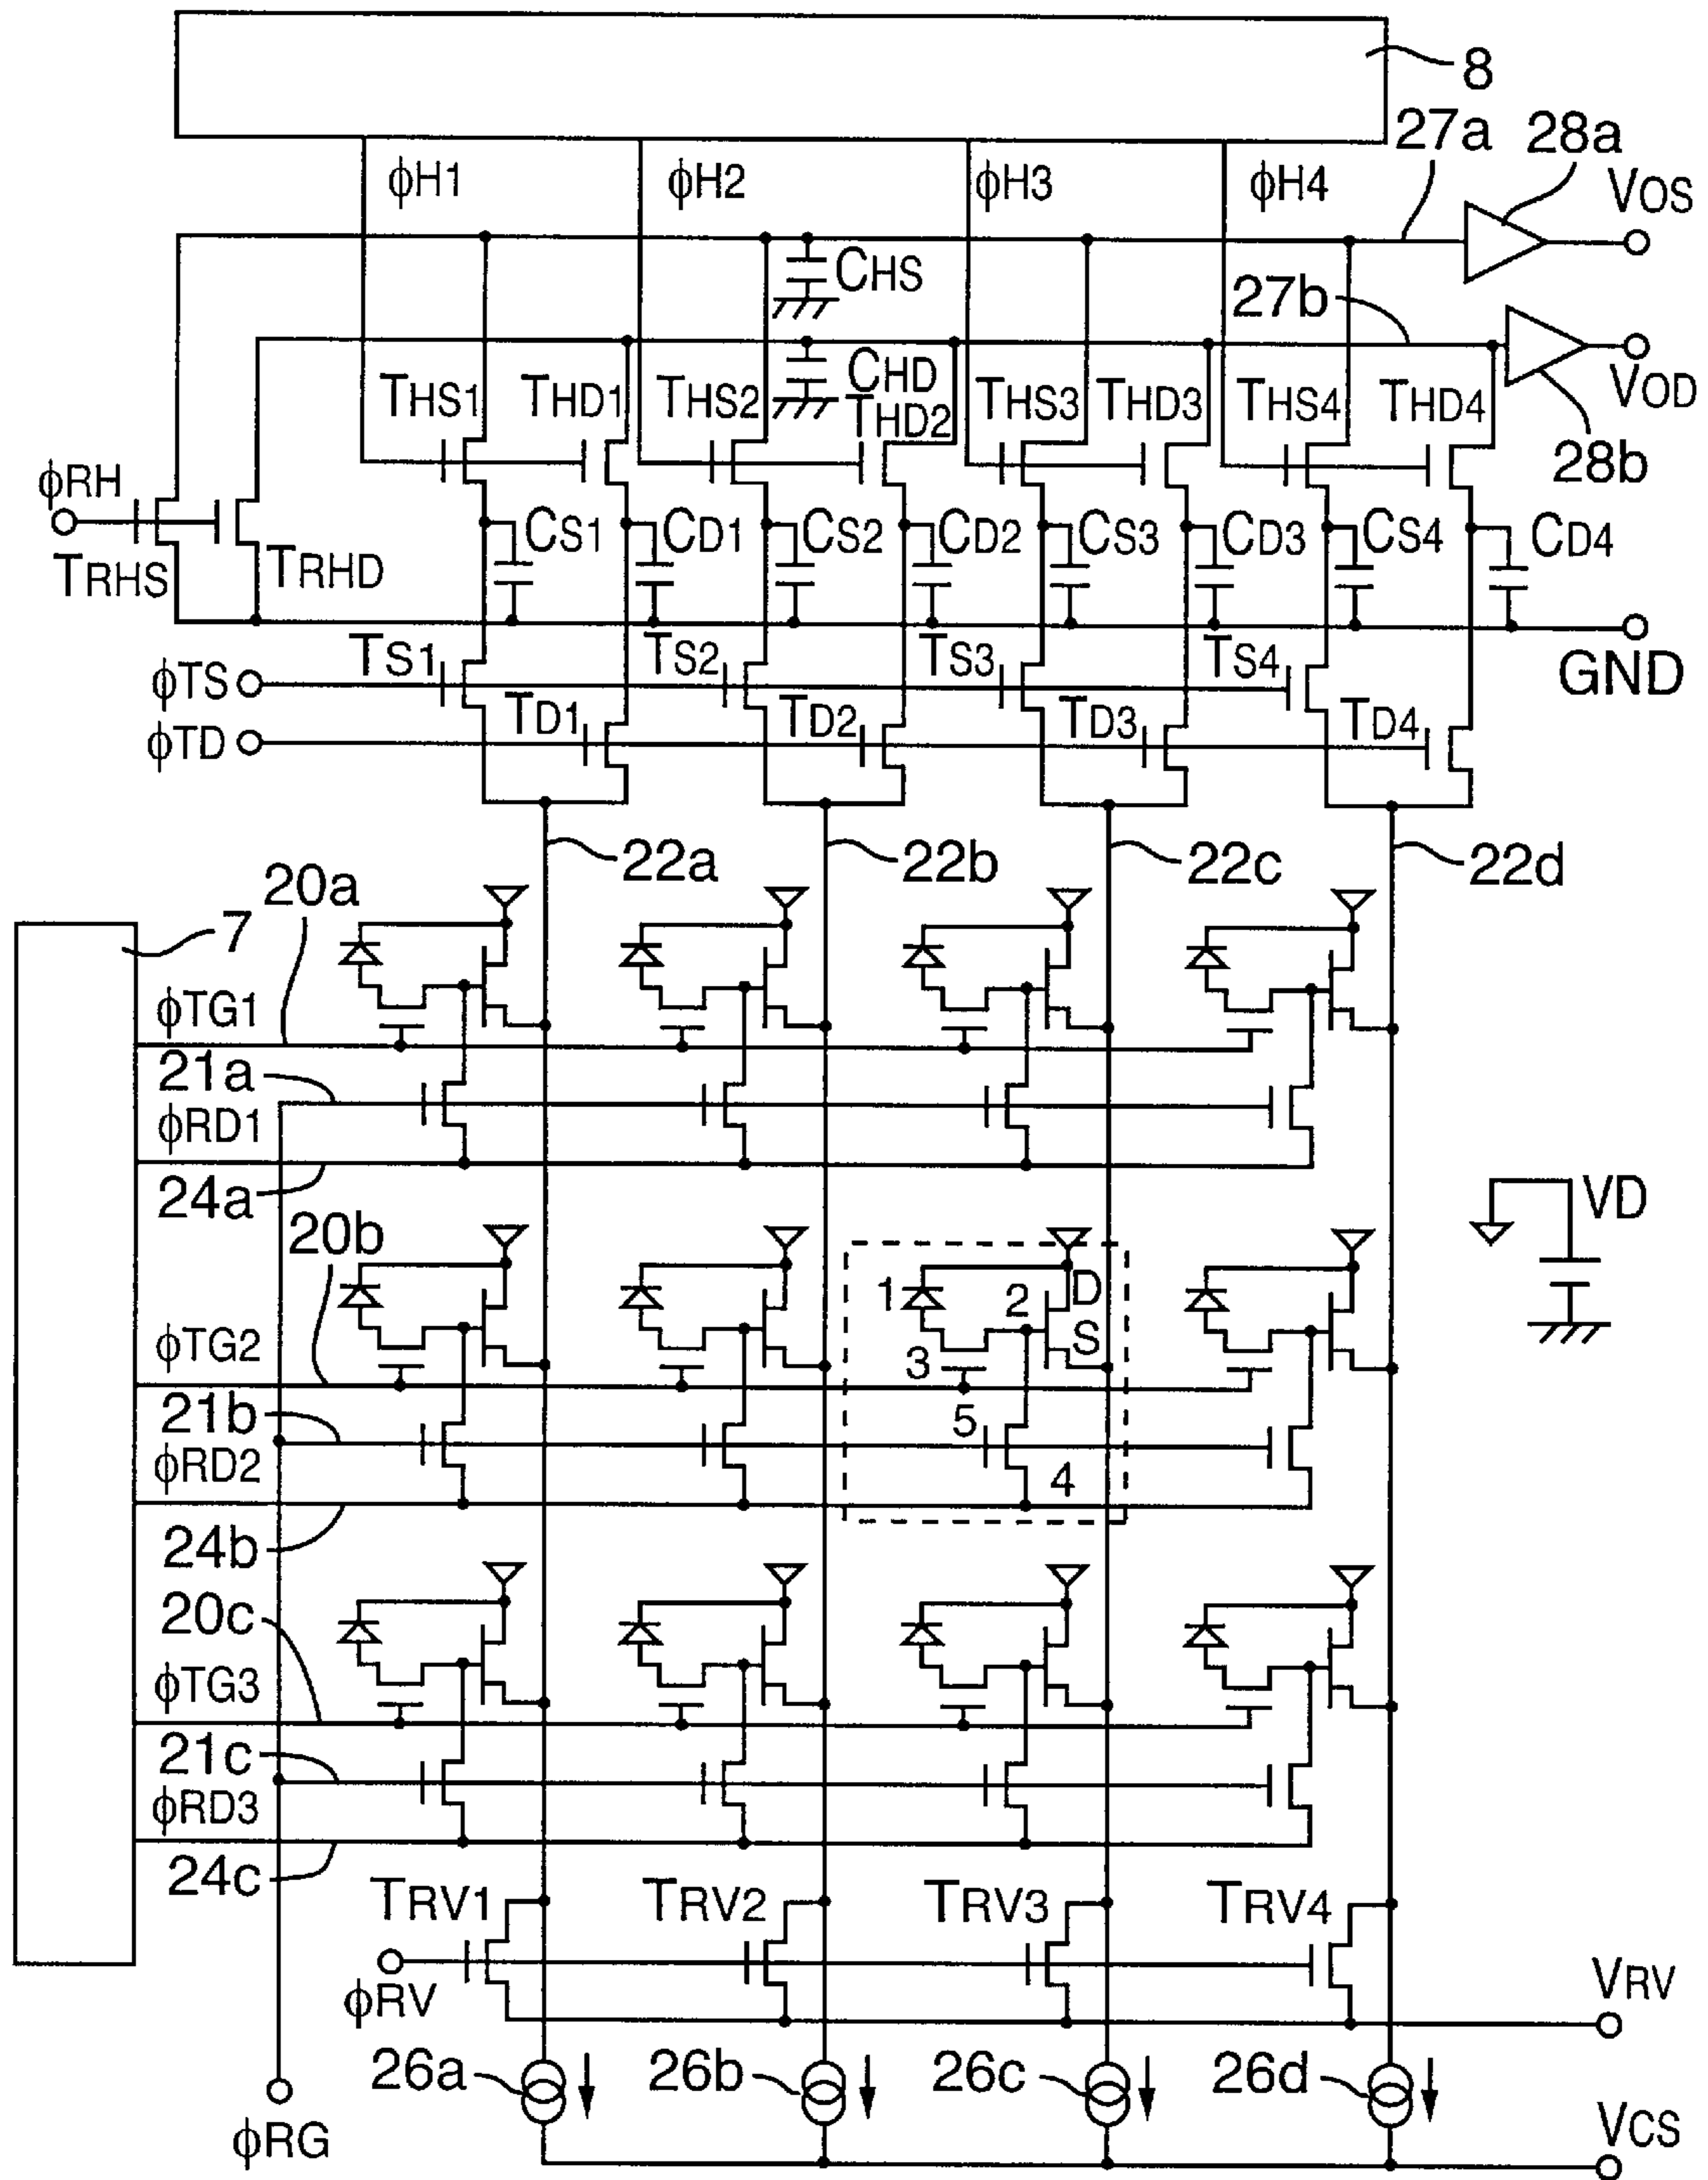 8
27a 28a
ϕH1 ϕH2 ϕH3 ϕH4 VOS
CHS
27b
CHD
THS1 THD1 THS2 THD2 THS3 THD3 THS4 THD4 VOD
28b
ϕRH
CS1 CD1 CS2 CD2 CS3 CD3 CS4 CD4
TRHS TRHD
TS1 TS2 TS3 TS4
ϕTS GND
TD1 TD2 TD3 TD4
ϕTD
22a 22b 22c 22d
20a
7
ϕTG1
21a
ϕRD1
24a VD
20b
1 2 D
S
ϕTG2
3
21b
5
ϕRD2
4
24b
20c
ϕTG3
21c
ϕRD3
24c
TRV1 TRV2 TRV3 TRV4
ϕRV VRV
26a 26b 26c 26d
ϕRG VCS